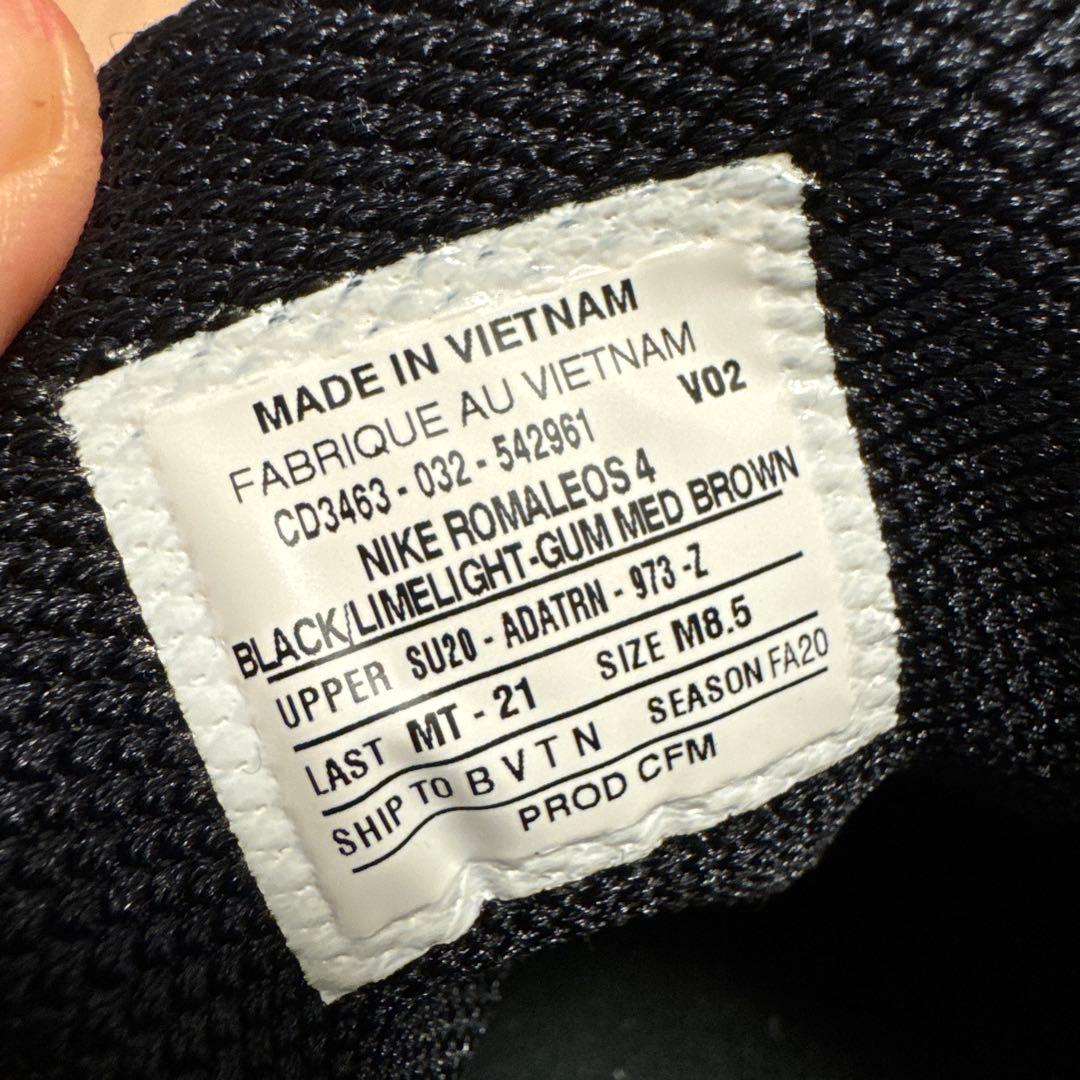 MADE IN VIETNAM
FABRIQUE AU VIETNAM
CD3463 - 032 - 542961 V02
NIKE ROMALEOS 4
BLACK/LIMELIGHT-GUM MED BROWN
UPPER SU20 - ADATRN - 973 -Z
LAST MT - 21 SIZE M8.5
SHIP TO B V T N SEASON FA20
PROD CFM